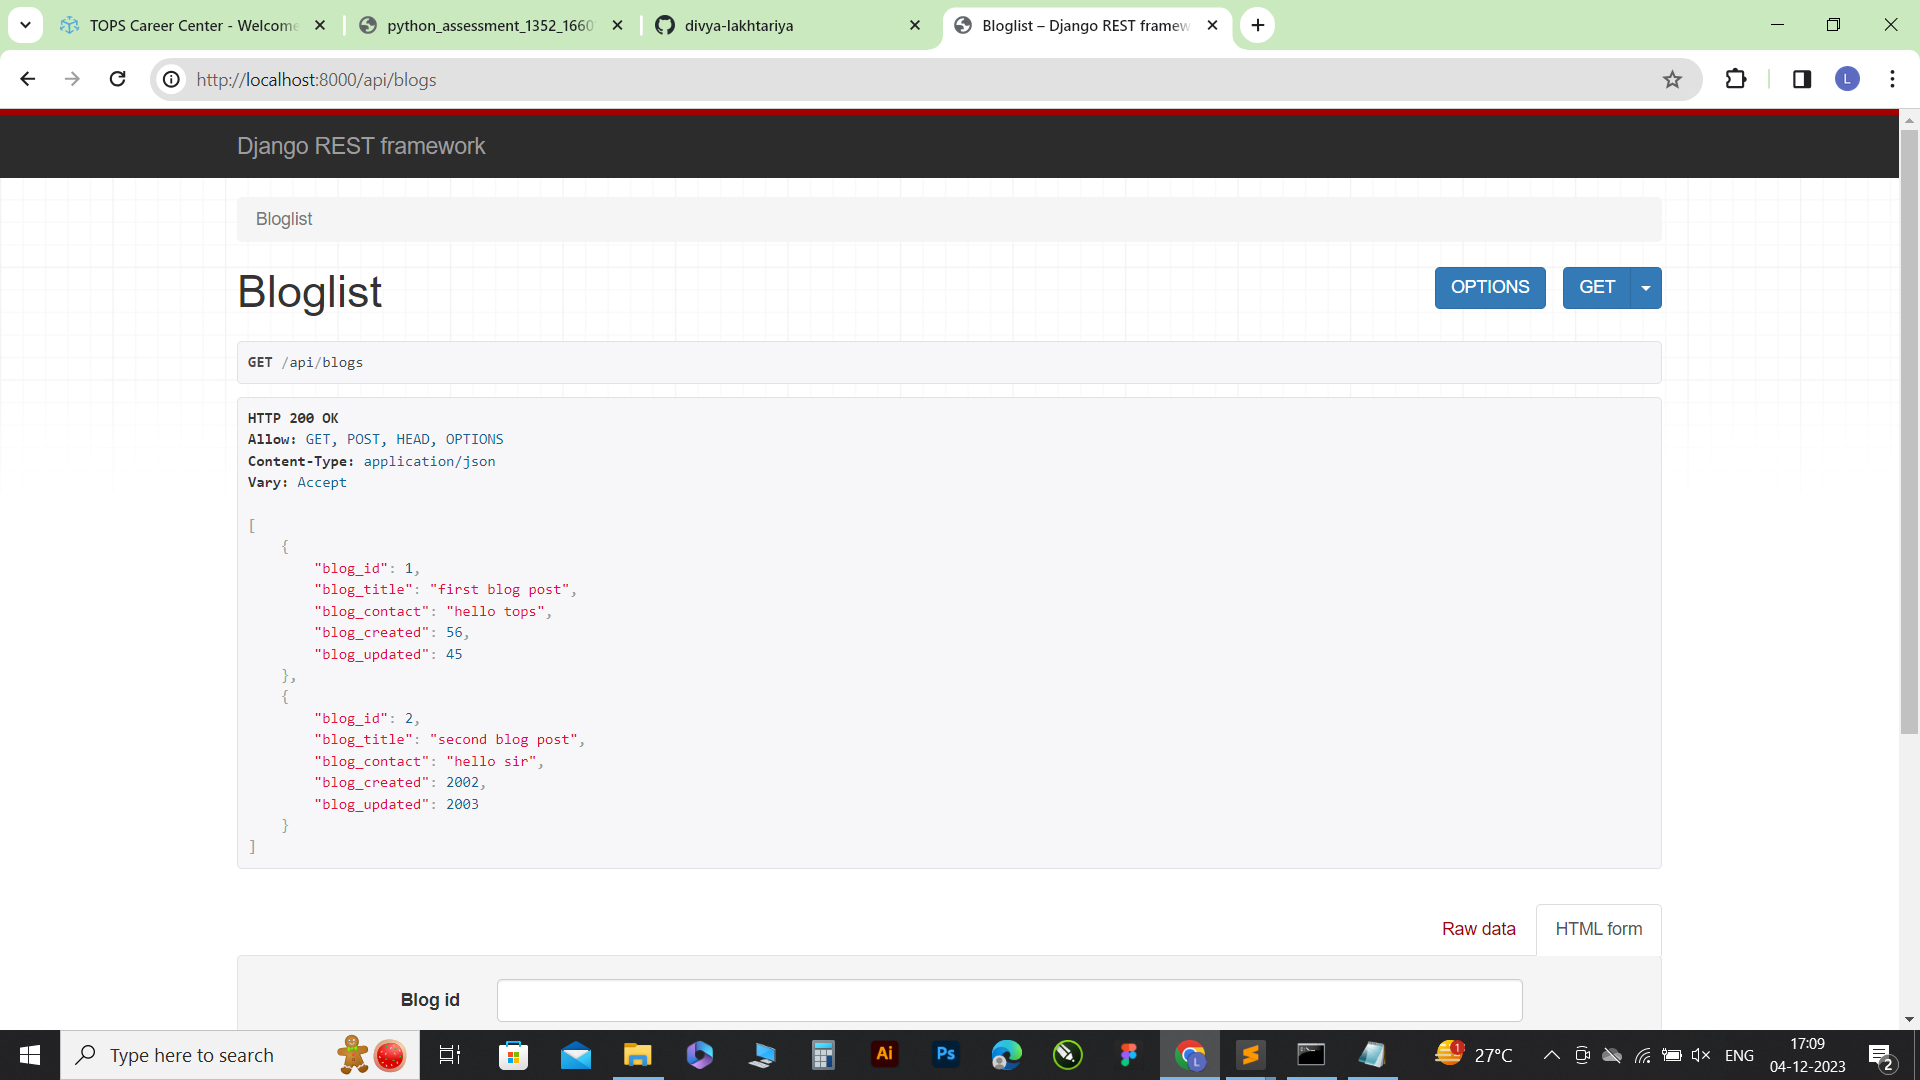 TOPS Career Center - Welcome
python_assessment_1352_1660
divya-lakhtariya
Bloglist – Django REST framew
http://localhost:8000/api/blogs
L
Django REST framework
Bloglist
Bloglist
OPTIONS
GET
GET /api/blogs
HTTP 200 OK
Allow: GET, POST, HEAD, OPTIONS
Content-Type: application/json
Vary: Accept
[
{
"blog_id": 1,
"blog_title": "first blog post",
"blog_contact": "hello tops",
"blog_created": 56,
"blog_updated": 45
},
{
"blog_id": 2,
"blog_title": "second blog post",
"blog_contact": "hello sir",
"blog_created": 2002,
"blog_updated": 2003
}
]
Raw data
HTML form
Blog id
Type here to search
Ai
Ps
L
1
27°C
ENG
17:09
04-12-2023
2